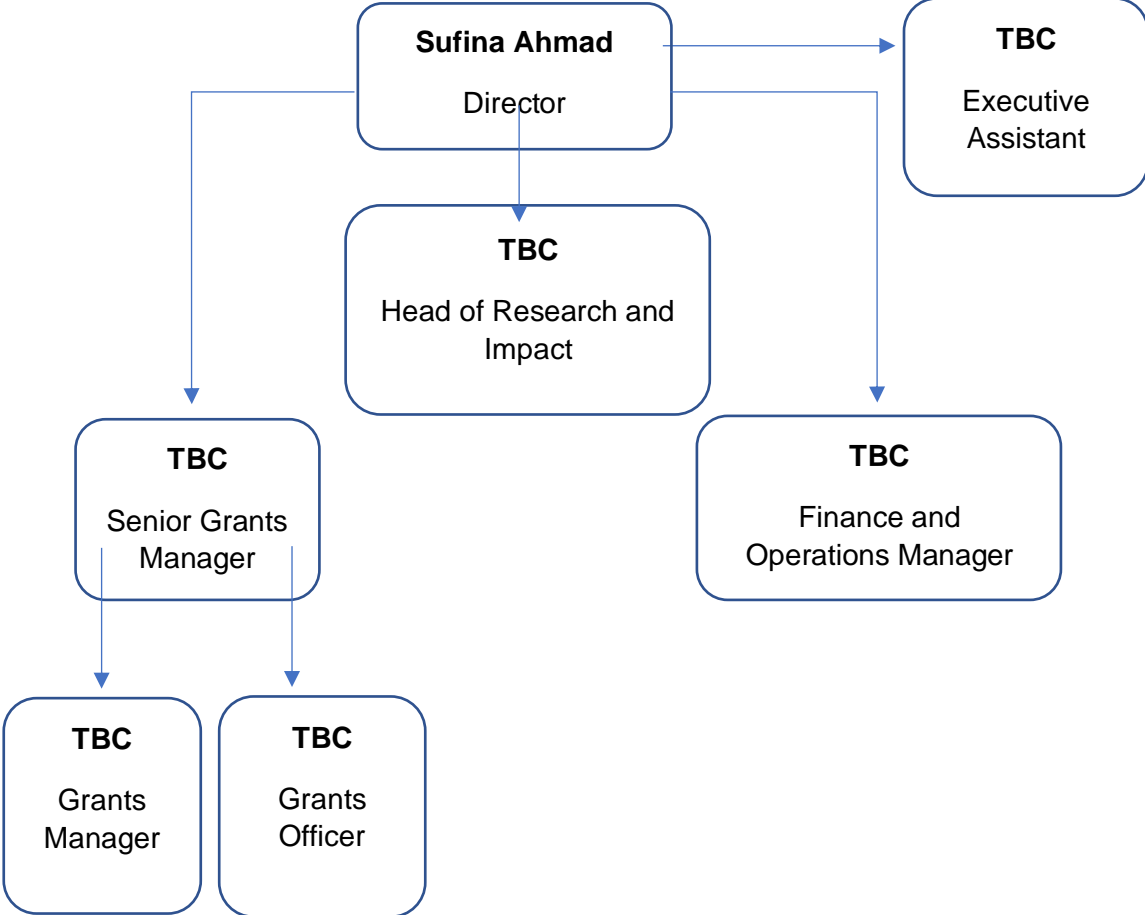 Sufina Ahmad
Director
TBC
Executive
Assistant
TBC
Head of Research and
Impact
TBC
Senior Grants
Manager
TBC
Finance and
Operations Manager
TBC
Grants
Manager
TBC
Grants
Officer